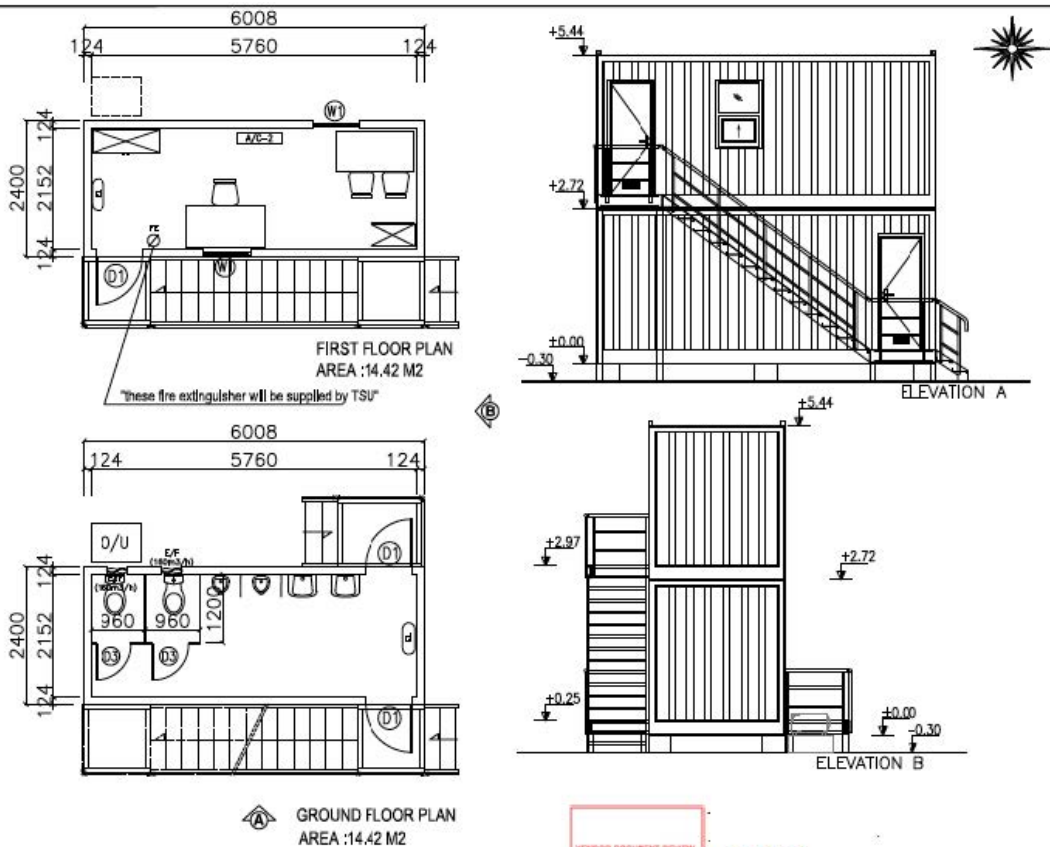 6008
124 5760 124
W1
A/C-2
124
2400 2152
124
FE
D1
W
FIRST FLOOR PLAN
AREA :14.42 M2
"these fire extinguisher will be supplied by TSU"
B
+5.44
+2.72
+0.00
-0.30
ELEVATION A
6008
124 5760 124
O/U
E/F
(160m3/h)
D1
124
2400 2152
124
960 960 1200
D3 D3
D1
A
GROUND FLOOR PLAN
AREA :14.42 M2
+5.44
+2.97
+2.72
+0.25
+0.00
-0.30
ELEVATION B